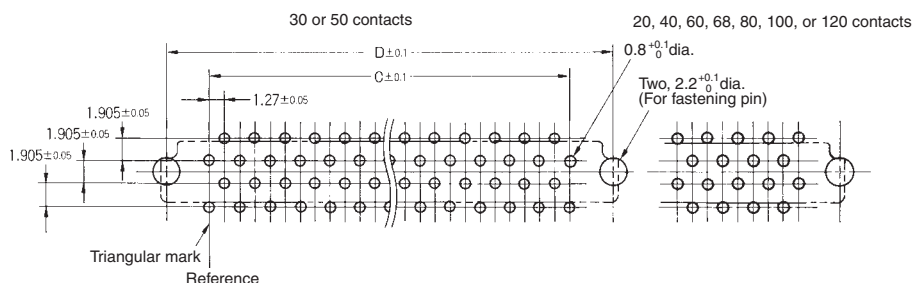 30 or 50 contacts
20, 40, 60, 68, 80, 100, or 120 contacts
D±0.1
0.8 +0.1 0 dia.
C±0.1
Two, 2.2 +0.1 0 dia.
(For fastening pin)
1.27±0.05
1.905±0.05
1.905±0.05
1.905±0.05
Triangular mark
Reference